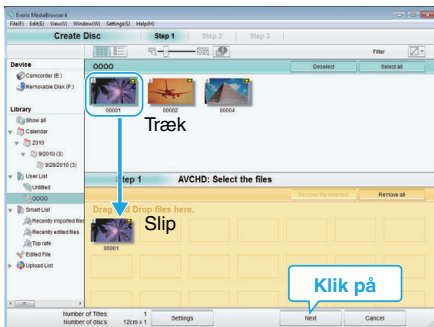 Everio MediaBrowser 4
File(F) Edit(E) View(V) Window(W) Settings(S) Help(H)
Create Disc Step 1 Step 2 Step 3
Filter
Device 0000 Deselect Select all
Camcorder (E:)
Removable Disk (F:)
Library
00001 00002 00004
Show all
Calendar
Træk
2010
9/2010 (3)
9/28/2010 (3)
User List
Step 1 AVCHD: Select the files
Untitled
Remove the selected Remove all
0000
Smart List
Drag and Drop files here.
Recently imported files
Recently edited files
Slip
Top rate
00001
Edited File
Upload List
Klik på
Number of Titles: 1
Number of discs: 12cm x 1
Settings Next Cancel